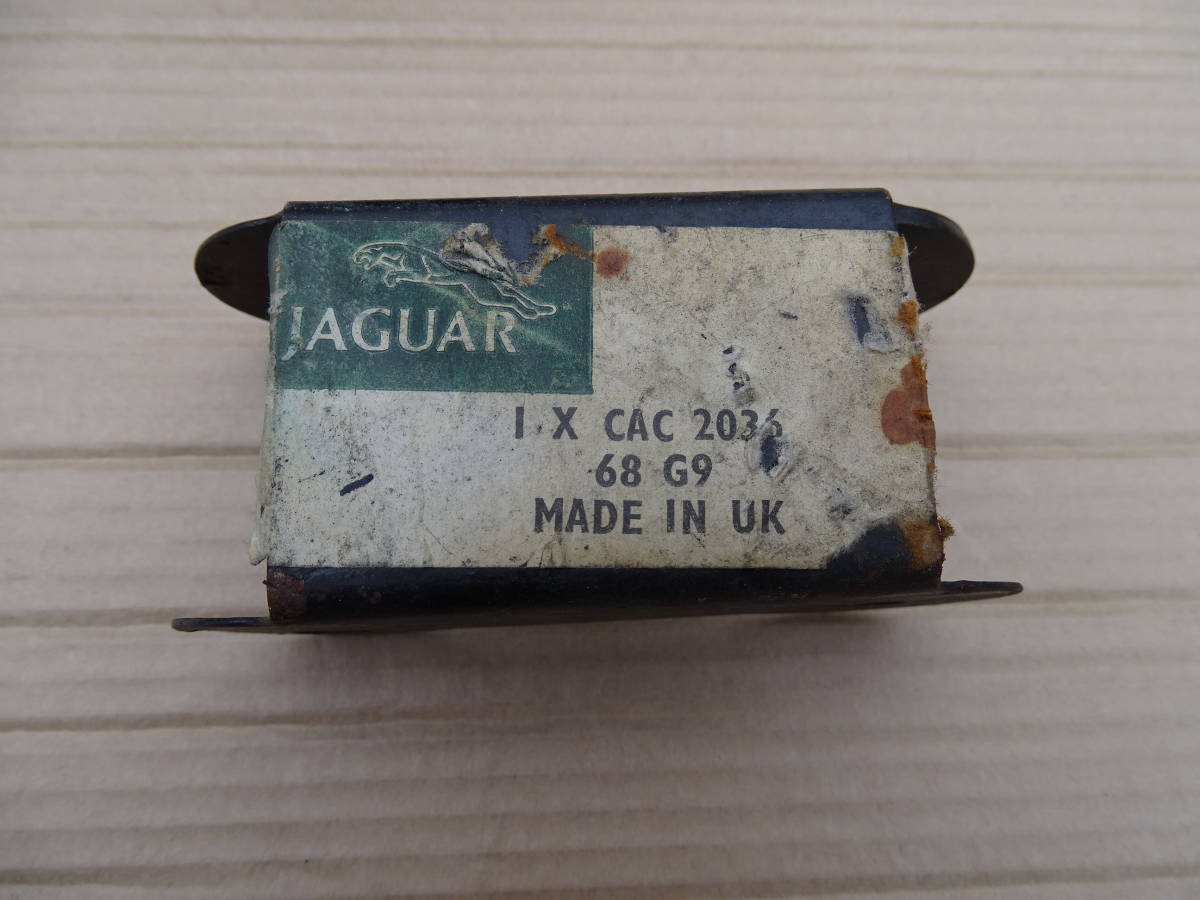 JAGUAR
1 X CAC 2036
68 G9
MADE IN UK